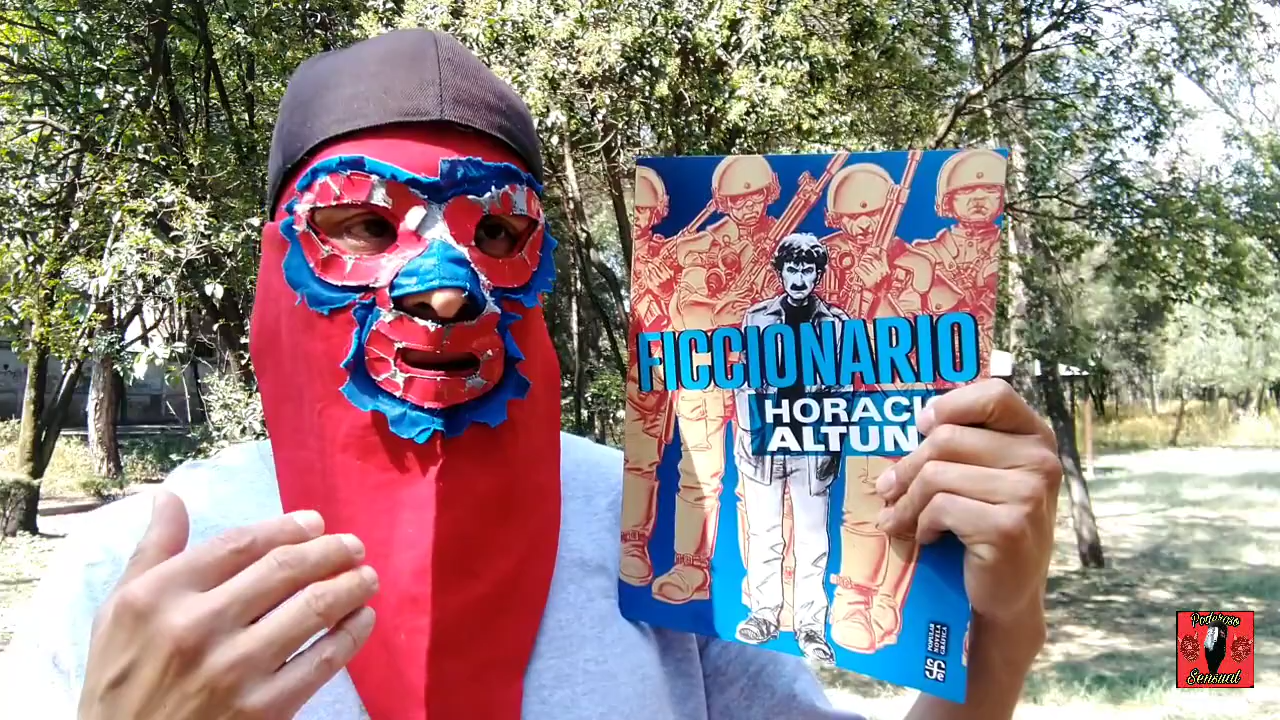 FICCIONARIO
HORACI
ALTUN
POPULAR
NOVELA
GRÁFICA
Poderoso
Sensual